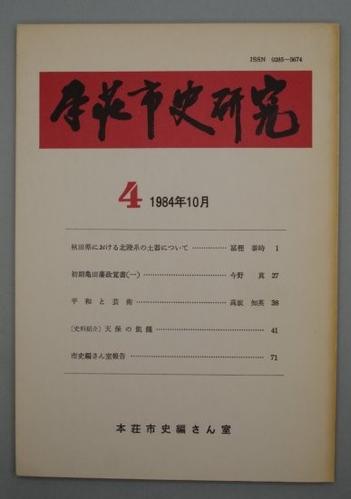 ISSN 0285-5674
本荘市史研究
4 1984年10月
秋田県における北陸系の土器について ………… 冨樫 泰時 1
初期亀田藩政覚書(一) ………… 今野 真 27
平和と芸術 ………… 高 知英 38
〔史料紹介〕天保の飢饉 ………… 41
市史編さん室報告 ………… 71
本荘市史編さん室